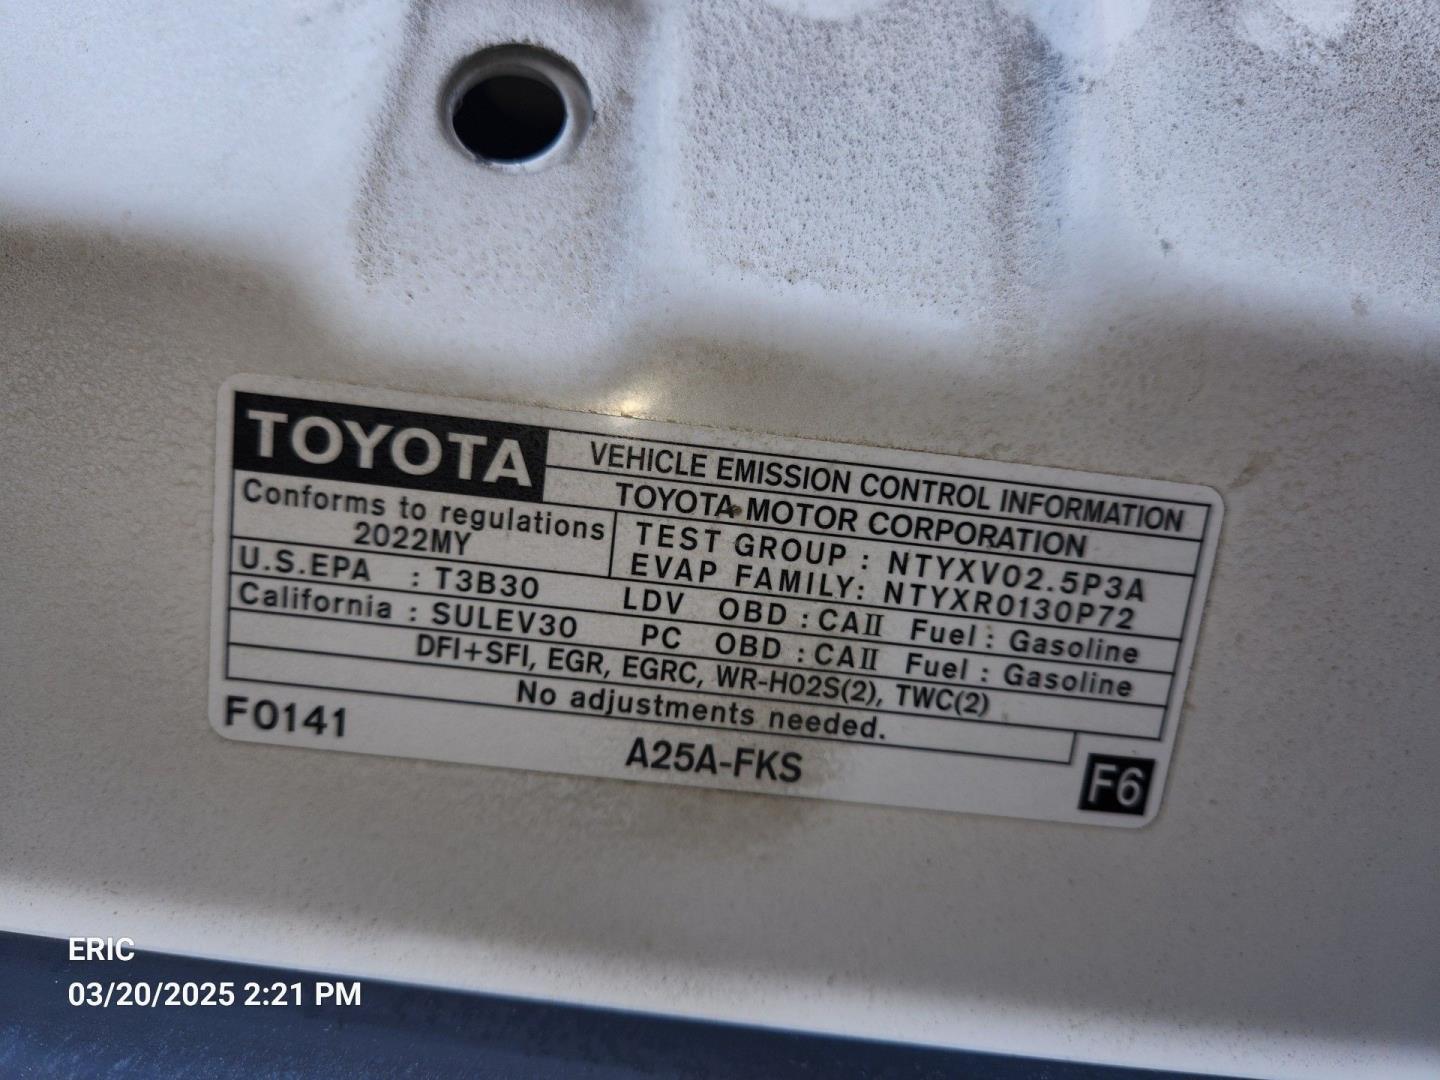 TOYOTA
VEHICLE EMISSION CONTROL INFORMATION
TOYOTA MOTOR CORPORATION
Conforms to regulations
2022MY
TEST GROUP : NTYXV02.5P3A
EVAP FAMILY: NTYXR0130P72
U.S.EPA : T3B30 LDV OBD : CAII Fuel : Gasoline
California : SULEV30 PC OBD : CAII Fuel : Gasoline
DFI+SFI, EGR, EGRC, WR-HO2S(2), TWC(2)
No adjustments needed.
F0141
A25A-FKS
F6
ERIC
03/20/2025 2:21 PM